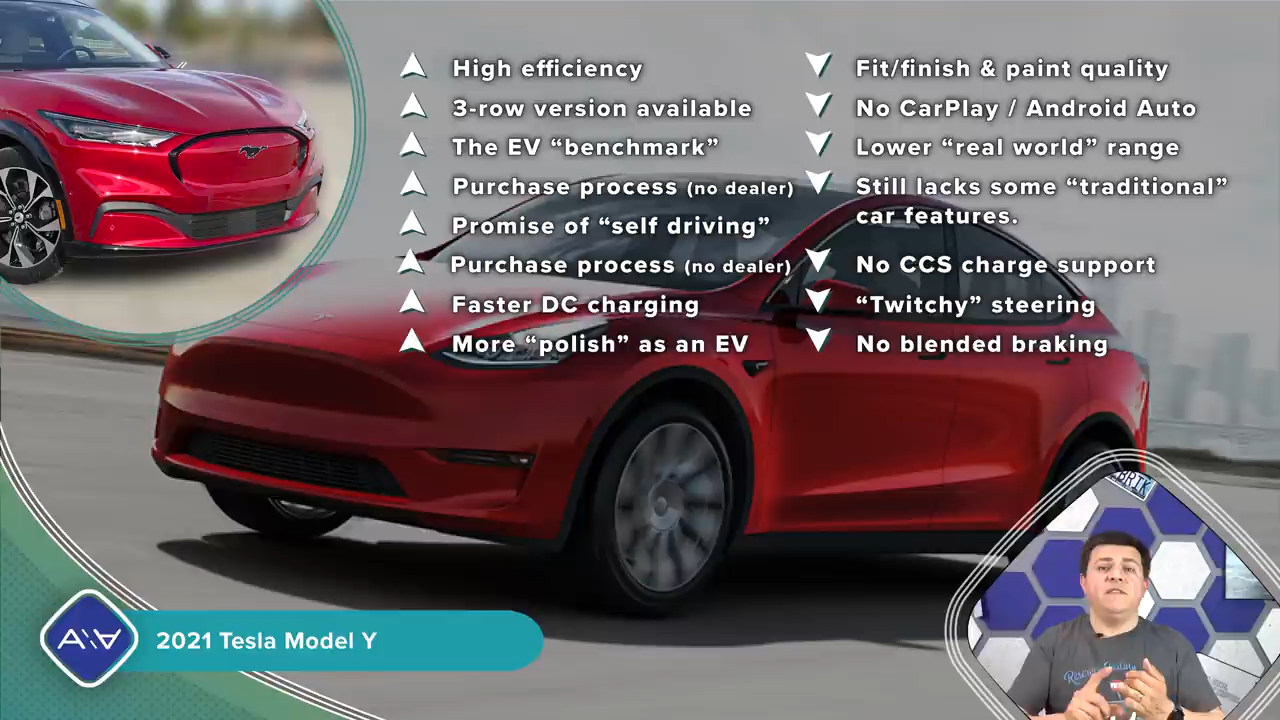 High efficiency
3-row version available
The EV “benchmark”
Purchase process (no dealer)
Promise of “self driving”
Purchase process (no dealer)
Faster DC charging
More “polish” as an EV
Fit/finish & paint quality
No CarPlay / Android Auto
Lower “real world” range
Still lacks some “traditional”
car features.
No CCS charge support
“Twitchy” steering
No blended braking
2021 Tesla Model Y